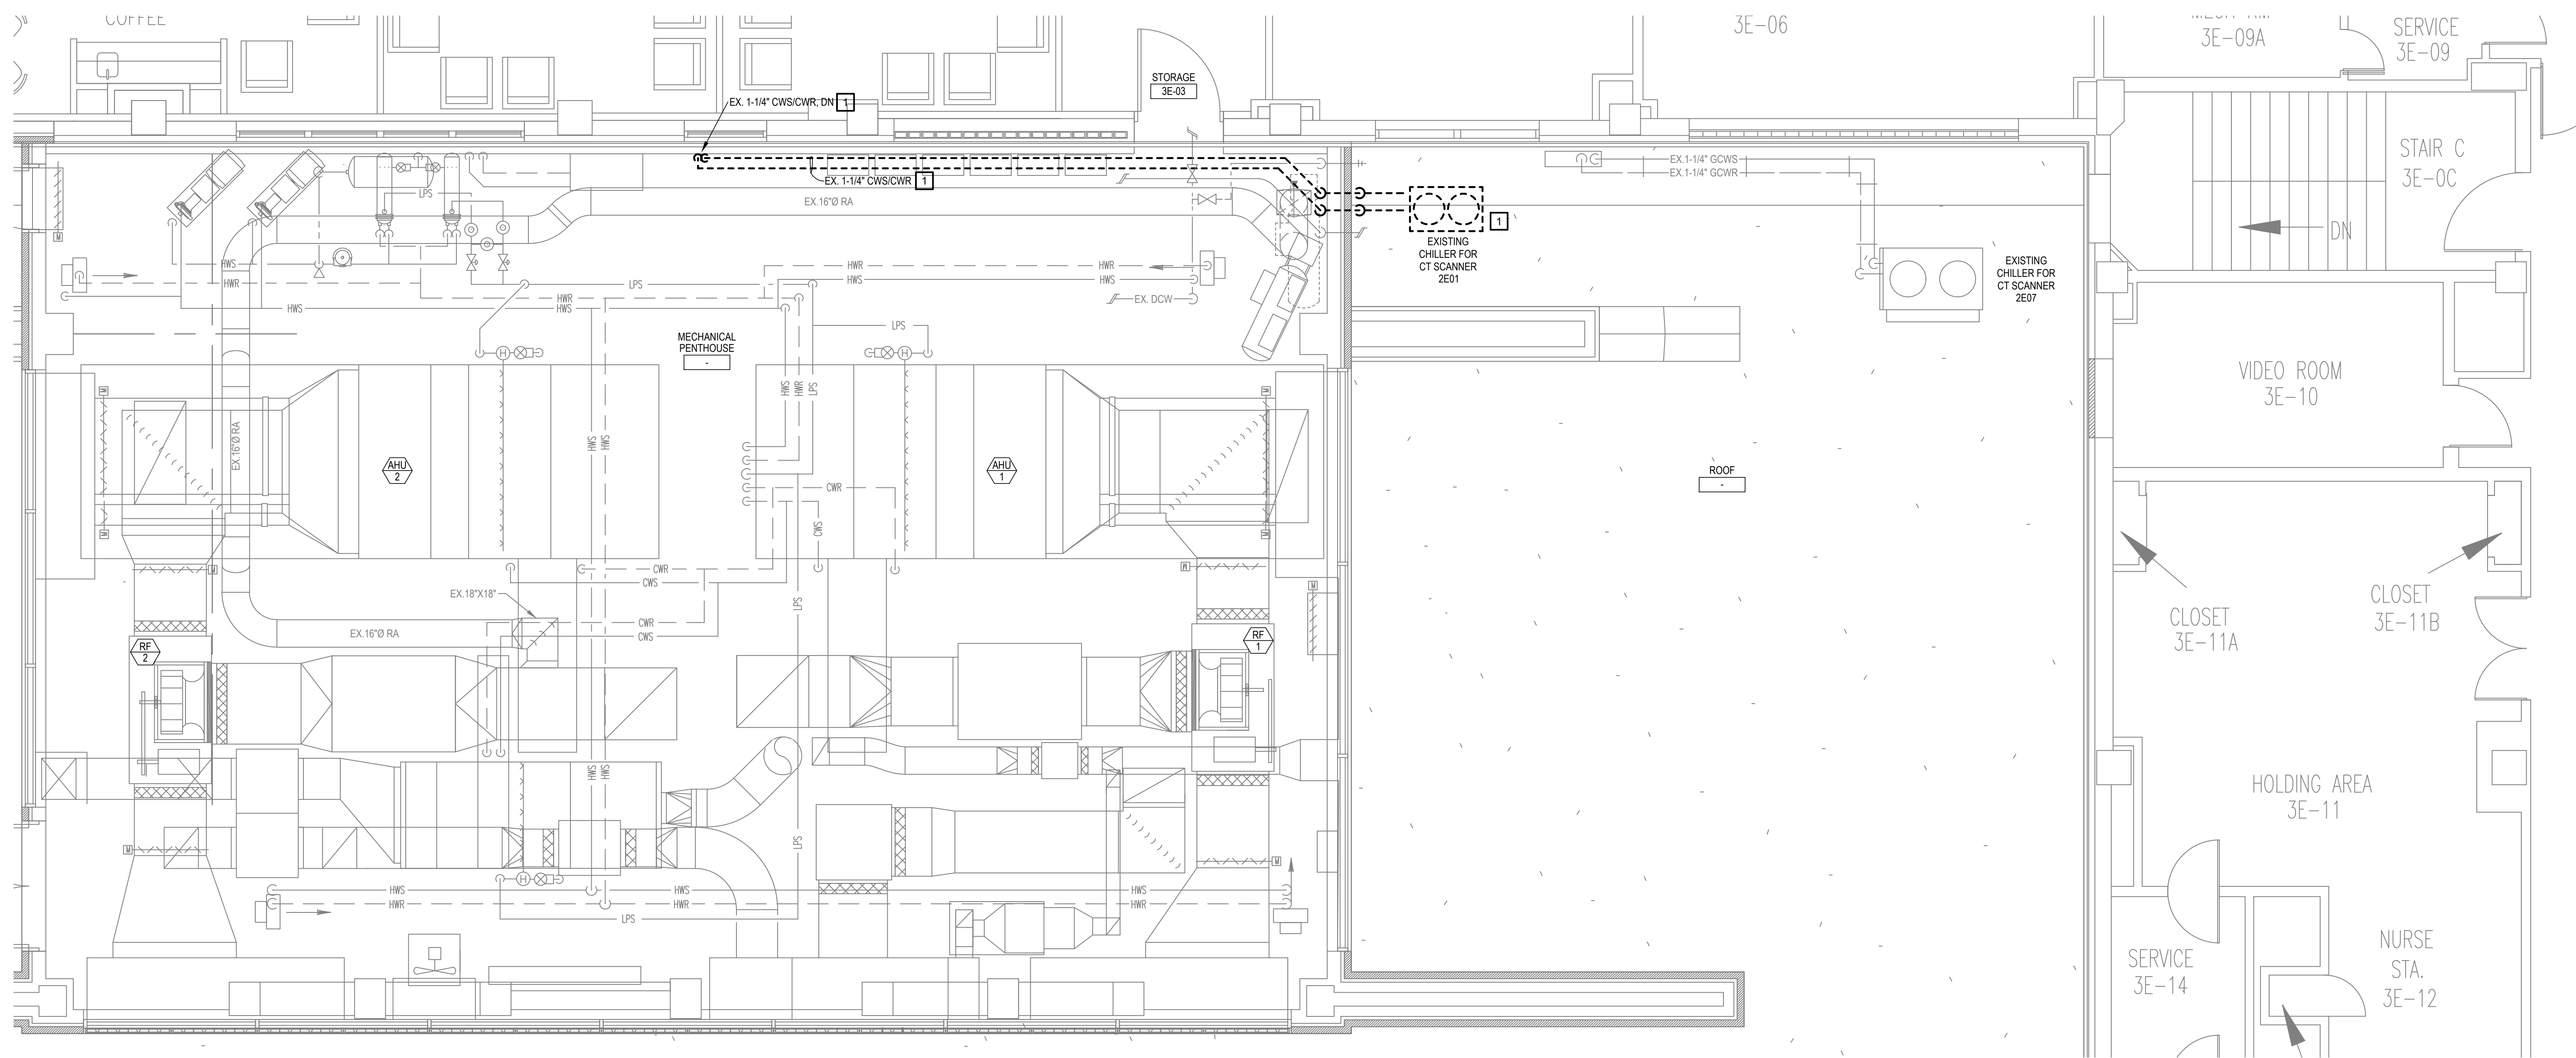 COFFEE
3E-06
3E-09A
SERVICE
3E-09
STORAGE
3E-03
EX. 1-1/4" CWS/CWR, DN 1
EX. 1-1/4" CWS/CWR 1
LPS
EX.16"Ø RA
EX.1-1/4" GCWS
EX.1-1/4" GCWR
STAIR C
3E-0C
DN
1
EXISTING
CHILLER FOR
CT SCANNER
2E01
EXISTING
CHILLER FOR
CT SCANNER
2E07
M
HWS
HWR
HWR
HWR
HWS
LPS
HWR
HWS
HWS
EX. DCW
LPS
MECHANICAL
PENTHOUSE
-
H
H
HWS
HWR
LPS
VIDEO ROOM
3E-10
M
M
EX.16"Ø RA
HWS
HWS
AHU
2
AHU
1
CWR
CWS
ROOF
-
M
M
M
CWR
CWS
M
M
EX.18"X18"
LPS
CWR
CWS
EX.16"Ø RA
CLOSET
3E-11A
CLOSET
3E-11B
RF
2
RF
1
HWS
HWS
HOLDING AREA
3E-11
M
LPS
M
H
HWS
HWS
HWS
HWR
HWR
HWR
LPS
SERVICE
3E-14
NURSE
STA.
3E-12